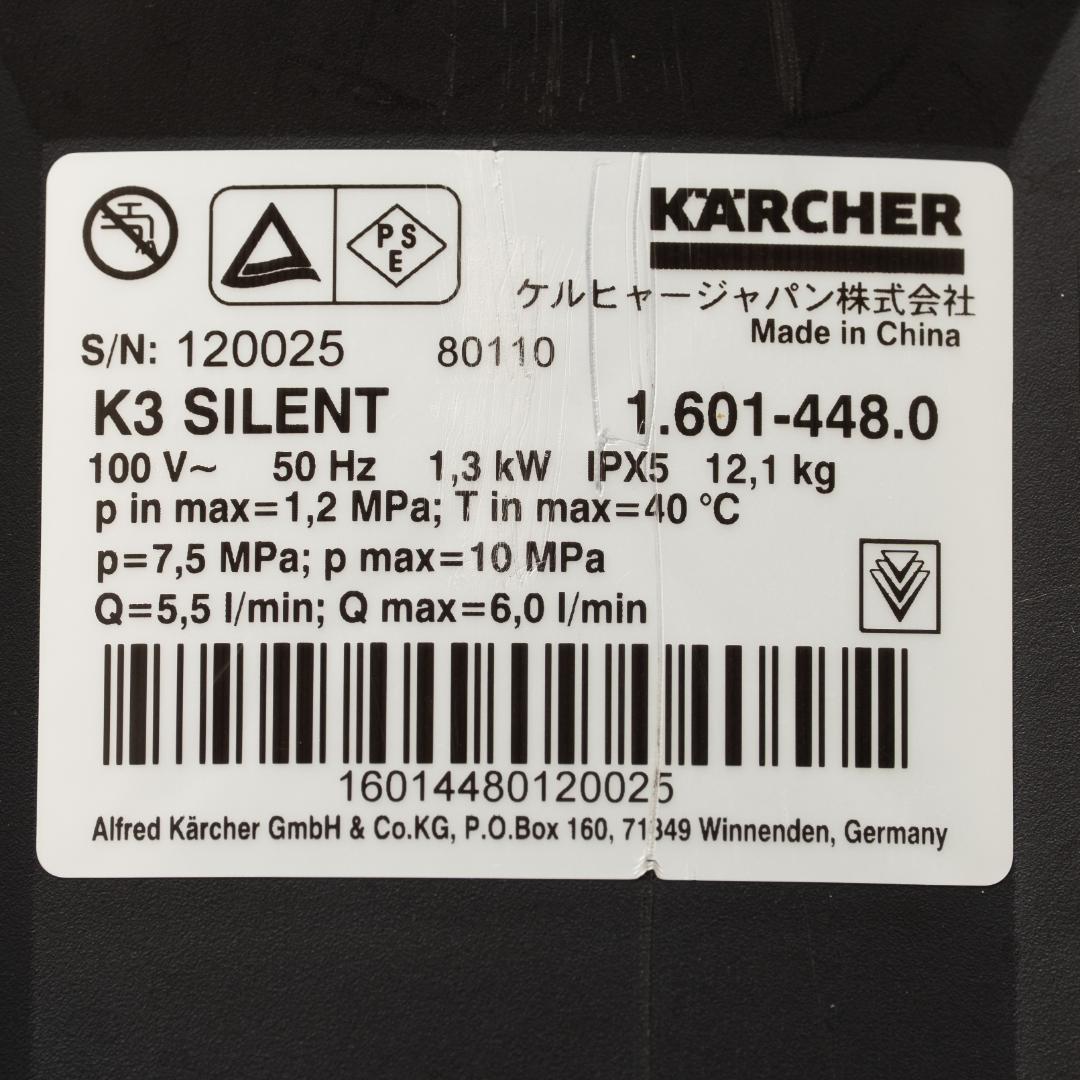 KÄRCHER
PSE
ケルヒャージャパン株式会社
Made in China
S/N: 120025 80110
K3 SILENT 1.601-448.0
100 V~ 50 Hz 1,3 kW IPX5 12,1 kg
p in max=1,2 MPa; T in max=40 °C
p=7,5 MPa; p max=10 MPa
Q=5,5 l/min; Q max=6,0 l/min
16014480120025
Alfred Kärcher GmbH & Co.KG, P.O.Box 160, 71349 Winnenden, Germany